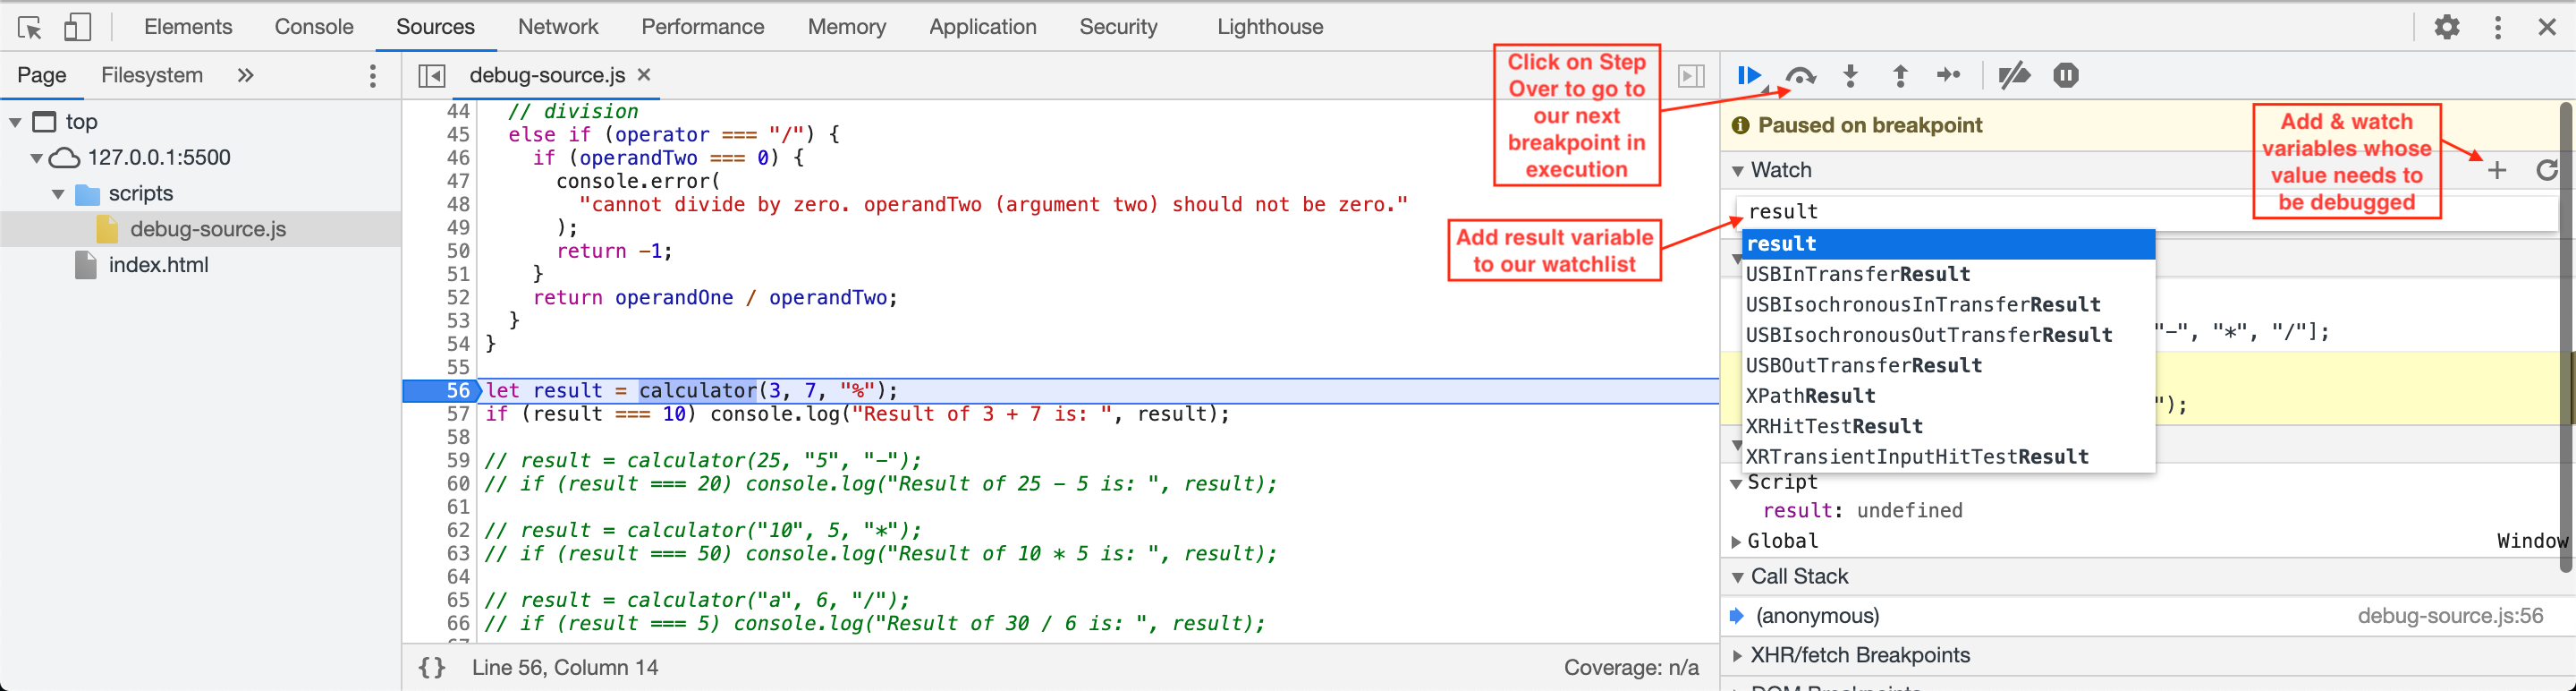 Elements Console Sources Network Performance Memory Application Security Lighthouse
Page Filesystem »
top
127.0.0.1:5500
scripts
debug-source.js
index.html
debug-source.js ×
44 // division
45 else if (operator === "/") {
46 if (operandTwo === 0) {
47 console.error(
48 "cannot divide by zero. operandTwo (argument two) should not be zero."
49 );
50 return -1;
51 }
52 return operandOne / operandTwo;
53 }
54 }
55
56 let result = calculator(3, 7, "%");
57 if (result === 10) console.log("Result of 3 + 7 is: ", result);
58
59 // result = calculator(25, "5", "-");
60 // if (result === 20) console.log("Result of 25 - 5 is: ", result);
61
62 // result = calculator("10", 5, "*");
63 // if (result === 50) console.log("Result of 10 * 5 is: ", result);
64
65 // result = calculator("a", 6, "/");
66 // if (result === 5) console.log("Result of 30 / 6 is: ", result);
{} Line 56, Column 14 Coverage: n/a
Click on Step
Over to go to
our next
breakpoint in
execution
Add result variable
to our watchlist
Add & watch
variables whose
value needs to
be debugged
Paused on breakpoint
Watch
result
result
USBInTransferResult
USBIsochronousInTransferResult
USBIsochronousOutTransferResult
USBOutTransferResult
XPathResult
XRHitTestResult
XRTransientInputHitTestResult
"-", "*", "/"];
");
Script
result: undefined
Global Window
Call Stack
(anonymous) debug-source.js:56
XHR/fetch Breakpoints